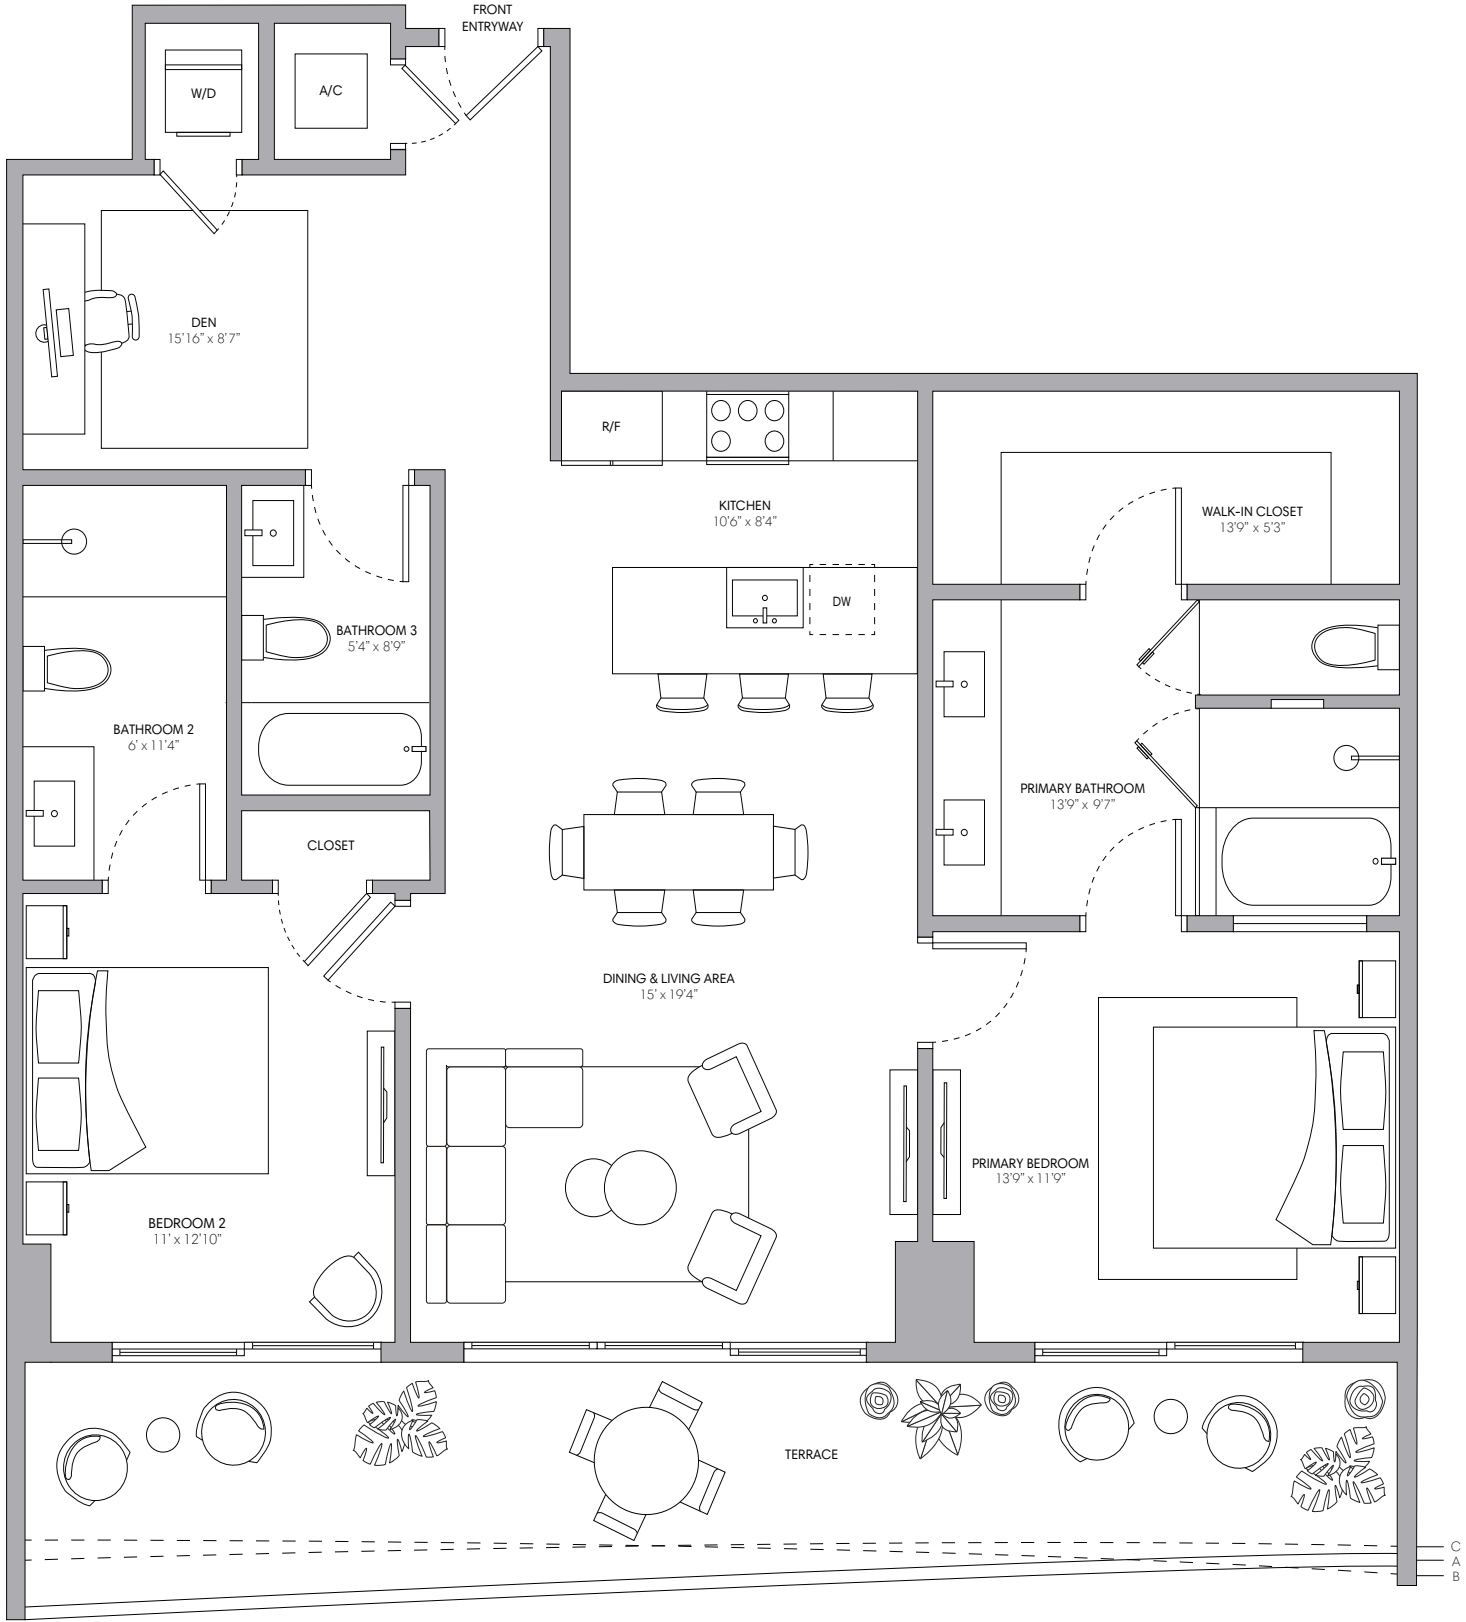 FRONT
ENTRYWAY
W/D
A/C
DEN
15'16" x 8'7"
R/F
KITCHEN
10'6" x 8'4"
WALK-IN CLOSET
13'9" x 5'3"
DW
BATHROOM 3
5'4" x 8'9"
BATHROOM 2
6' x 11'4"
PRIMARY BATHROOM
13'9" x 9'7"
CLOSET
DINING & LIVING AREA
15' x 19'4"
PRIMARY BEDROOM
13'9" x 11'9"
BEDROOM 2
11' x 12'10"
TERRACE
C
A
B